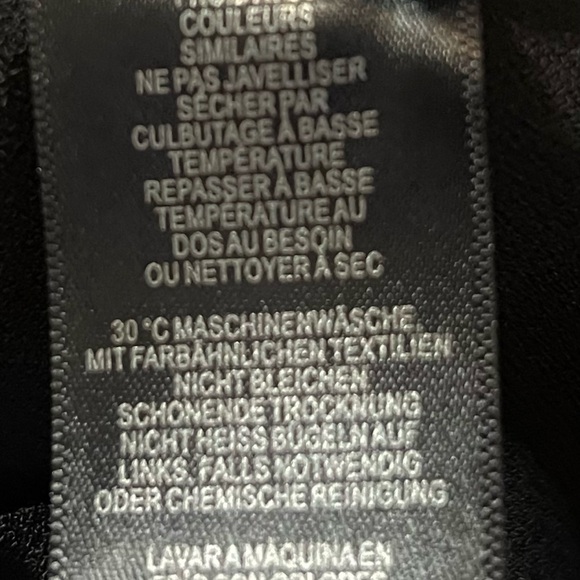 COULEURS
SIMILAIRES
NE PAS JAVELLISER
SÉCHER PAR
CULBUTAGE À BASSE
TEMPÉRATURE
REPASSER À BASSE
TEMPÉRATURE AU
DOS AU BESOIN
OU NETTOYER À SEC
30 °C MASCHINENWÄSCHE,
MIT FARBÄHNLICHEN TEXTILIEN
NICHT BLEICHEN
SCHONENDE TROCKNUNG
NICHT HEISS BÜGELN AUF
LINKS, FALLS NOTWENDIG
ODER CHEMISCHE REINIGUNG
LAVAR A MÁQUINA EN